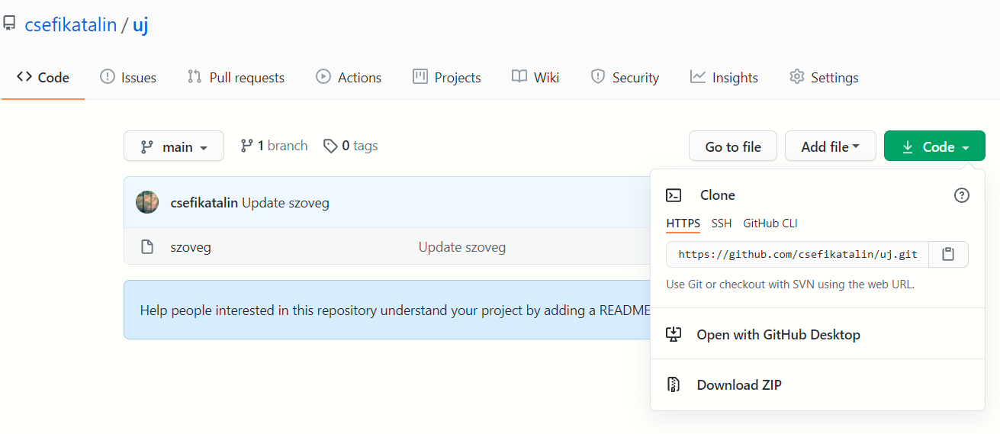 csefikatalin / uj
Code Issues Pull requests Actions Projects Wiki Security Insights Settings
main 1 branch 0 tags Go to file Add file Code
csefikatalin Update szoveg
szoveg Update szoveg
Help people interested in this repository understand your project by adding a README
Clone
HTTPS SSH GitHub CLI
https://github.com/csefikatalin/uj.git
Use Git or checkout with SVN using the web URL.
Open with GitHub Desktop
Download ZIP